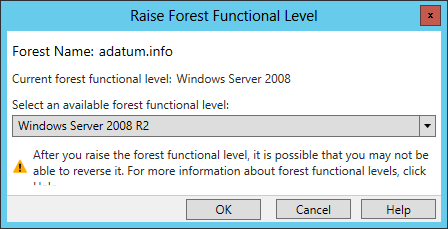 Raise Forest Functional Level
x
Forest Name: adatum.info
Current forest functional level: Windows Server 2008
Select an available forest functional level:
Windows Server 2008 R2
After you raise the forest functional level, it is possible that you may not be
able to reverse it. For more information about forest functional levels, click
OK
Cancel
Help